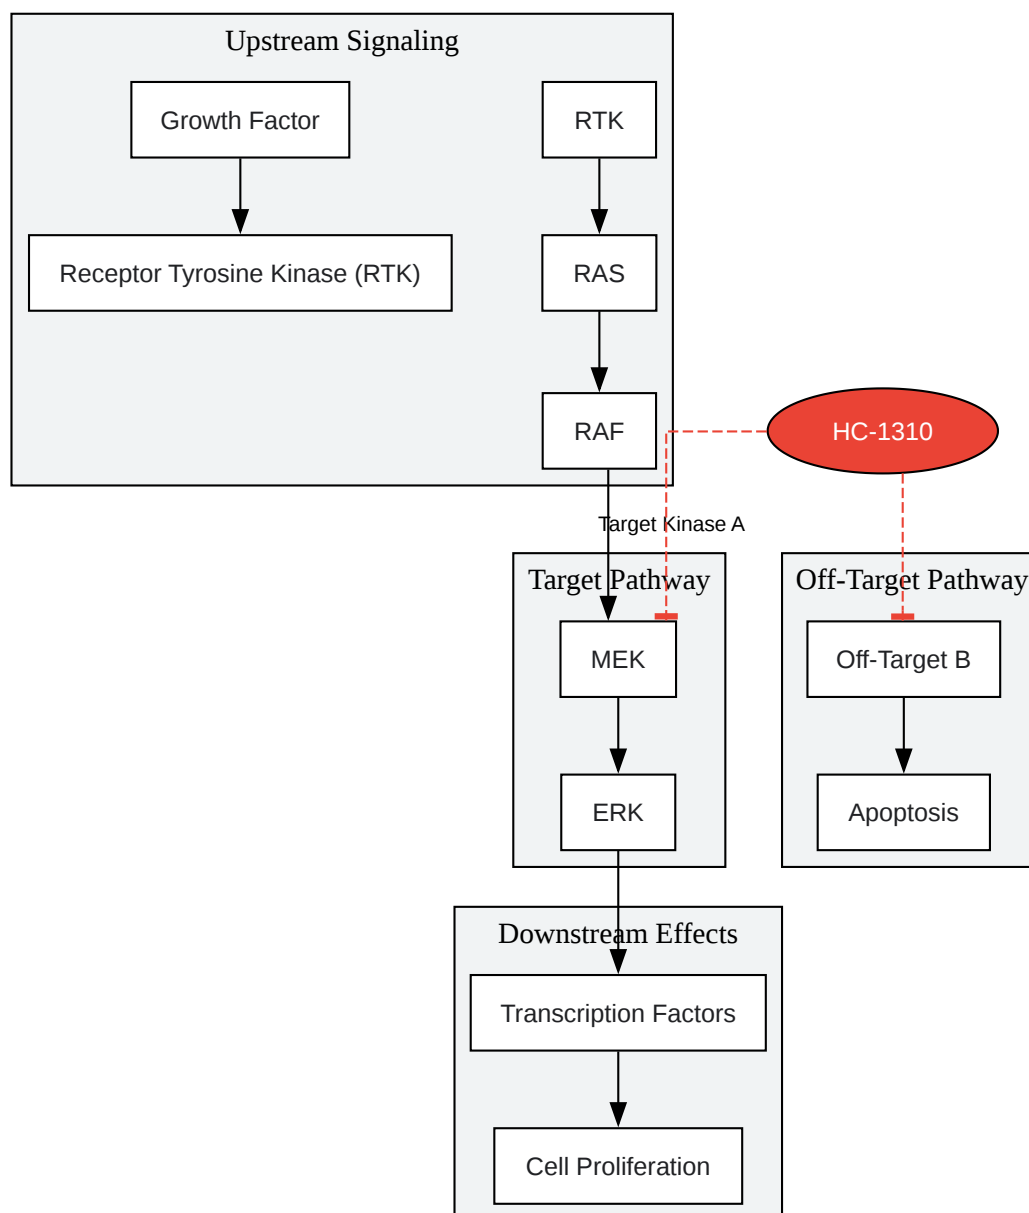 Upstream Signaling
Growth Factor
RTK
Receptor Tyrosine Kinase (RTK)
RAS
RAF
HC-1310
Target Kinase A
Target Pathway
Off-Target Pathway
MEK
Off-Target B
ERK
Apoptosis
Downstream Effects
Transcription Factors
Cell Proliferation